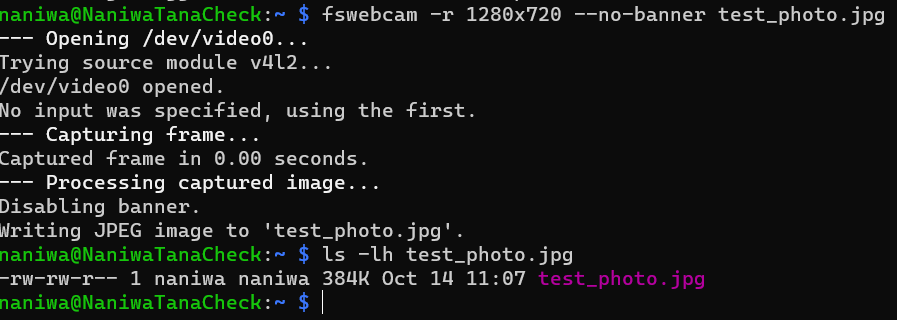 naniwa@NaniwaTanaCheck:~ $ fswebcam -r 1280x720 --no-banner test_photo.jpg
--- Opening /dev/video0...
Trying source module v4l2...
/dev/video0 opened.
No input was specified, using the first.
--- Capturing frame...
Captured frame in 0.00 seconds.
--- Processing captured image...
Disabling banner.
Writing JPEG image to 'test_photo.jpg'.
naniwa@NaniwaTanaCheck:~ $ ls -lh test_photo.jpg
-rw-rw-r-- 1 naniwa naniwa 384K Oct 14 11:07 test_photo.jpg
naniwa@NaniwaTanaCheck:~ $